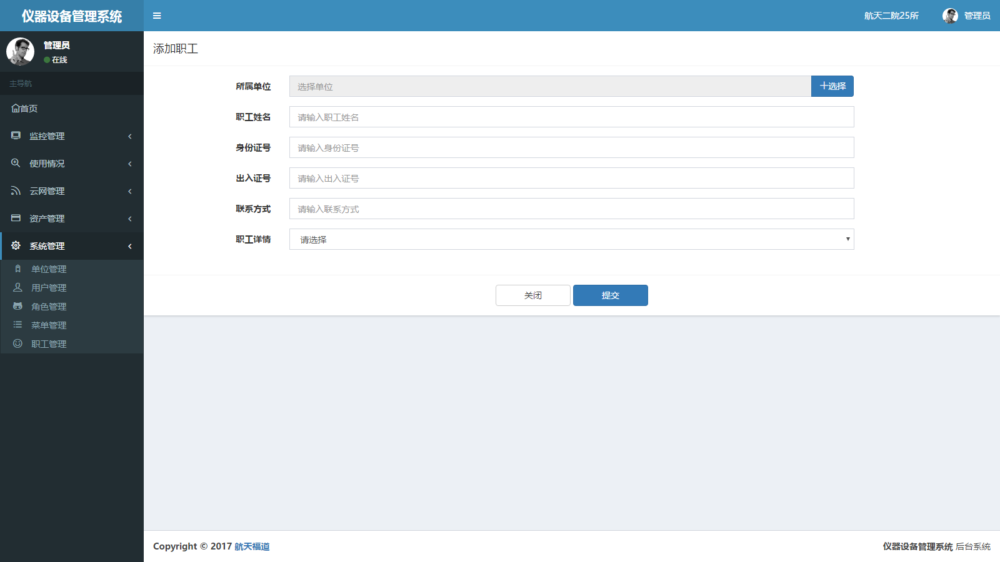 仪器设备管理系统
航天二院25所
管理员
管理员
在线
主导航
首页
监控管理
使用情况
云网管理
资产管理
系统管理
单位管理
用户管理
角色管理
菜单管理
职工管理
添加职工
所属单位
选择单位
十选择
职工姓名
请输入职工姓名
身份证号
请输入身份证号
出入证号
请输入出入证号
联系方式
请输入联系方式
职工详情
请选择
关闭
提交
Copyright © 2017 航天福道
仪器设备管理系统 后台系统